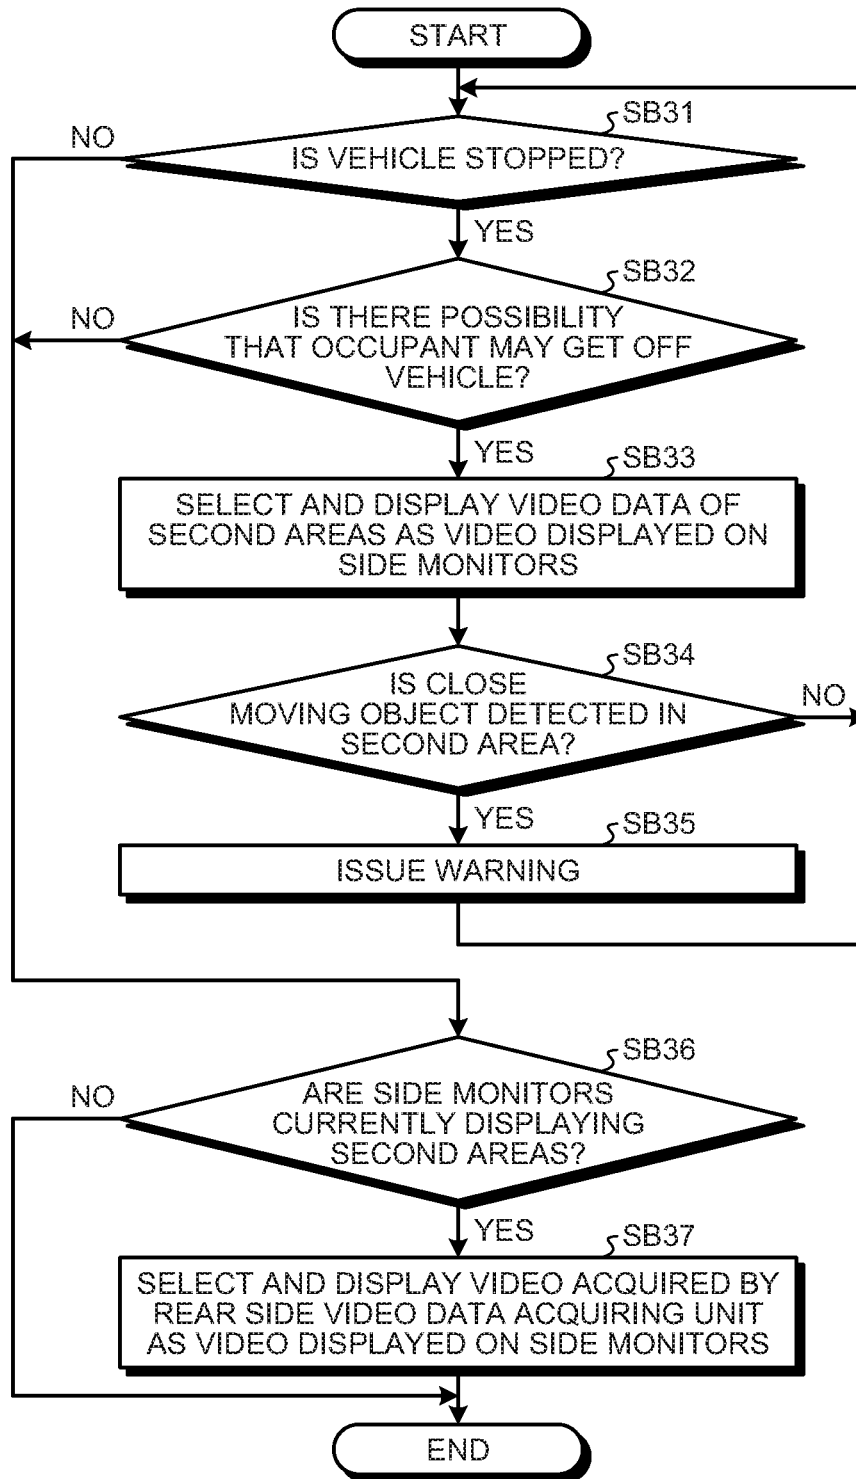 START
SB31
NO
IS VEHICLE STOPPED?
YES
SB32
NO
IS THERE POSSIBILITY
THAT OCCUPANT MAY GET OFF
VEHICLE?
YES
SB33
SELECT AND DISPLAY VIDEO DATA OF
SECOND AREAS AS VIDEO DISPLAYED ON
SIDE MONITORS
SB34
IS CLOSE
MOVING OBJECT DETECTED IN
SECOND AREA?
NO
YES
SB35
ISSUE WARNING
SB36
NO
ARE SIDE MONITORS
CURRENTLY DISPLAYING
SECOND AREAS?
YES
SB37
SELECT AND DISPLAY VIDEO ACQUIRED BY
REAR SIDE VIDEO DATA ACQUIRING UNIT
AS VIDEO DISPLAYED ON SIDE MONITORS
END